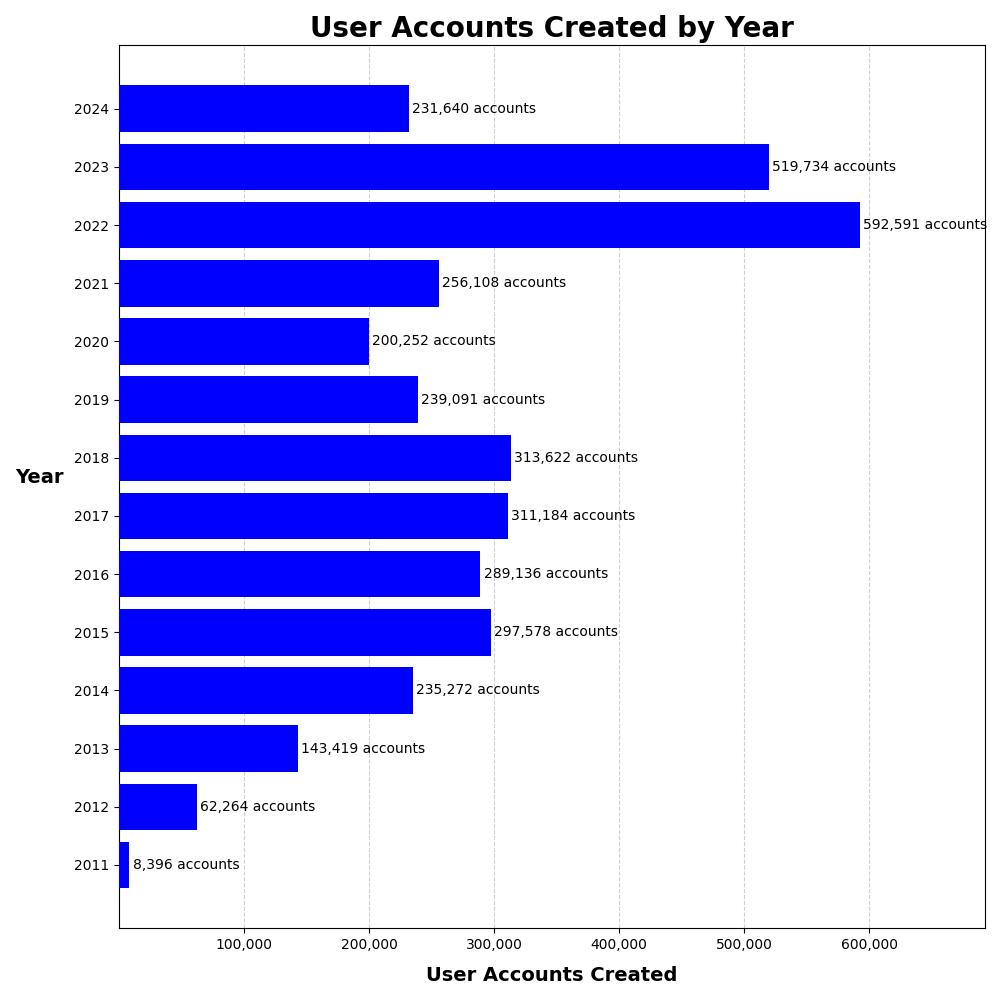 User Accounts Created by Year
2024 231,640 accounts
2023 519,734 accounts
2022 592,591 accounts
2021 256,108 accounts
2020 200,252 accounts
2019 239,091 accounts
2018 313,622 accounts
Year
2017 311,184 accounts
2016 289,136 accounts
2015 297,578 accounts
2014 235,272 accounts
2013 143,419 accounts
2012 62,264 accounts
2011 8,396 accounts
100,000 200,000 300,000 400,000 500,000 600,000
User Accounts Created